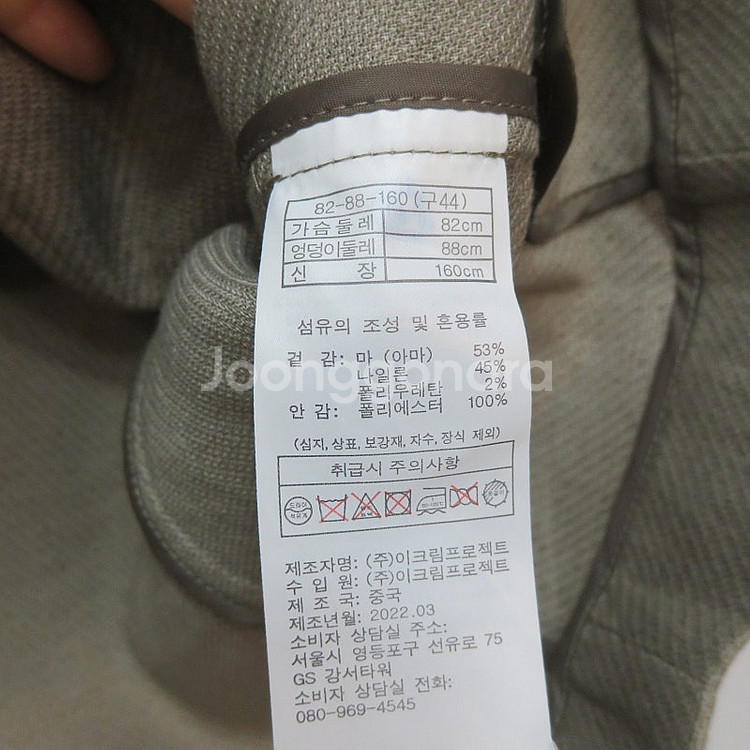 82-88-160 (구44)
가슴둘레 82cm
엉덩이둘레 88cm
신 장 160cm
섬유의 조성 및 혼용률
겉 감: 마 (아마) 53%
나일론 45%
폴리우레탄 2%
안 감: 폴리에스터 100%
(심지, 상표, 보강재, 자수, 장식 제외)
취급시 주의사항
드라이
석유계
제조자명: (주)이크림프로젝트
수 입 원: (주)이크림프로젝트
제 조 국: 중국
제조년월: 2022.03
소비자 상담실 주소:
서울시 영등포구 선유로 75
GS 강서타워
소비자 상담실 전화:
080-969-4545
Joonggonara